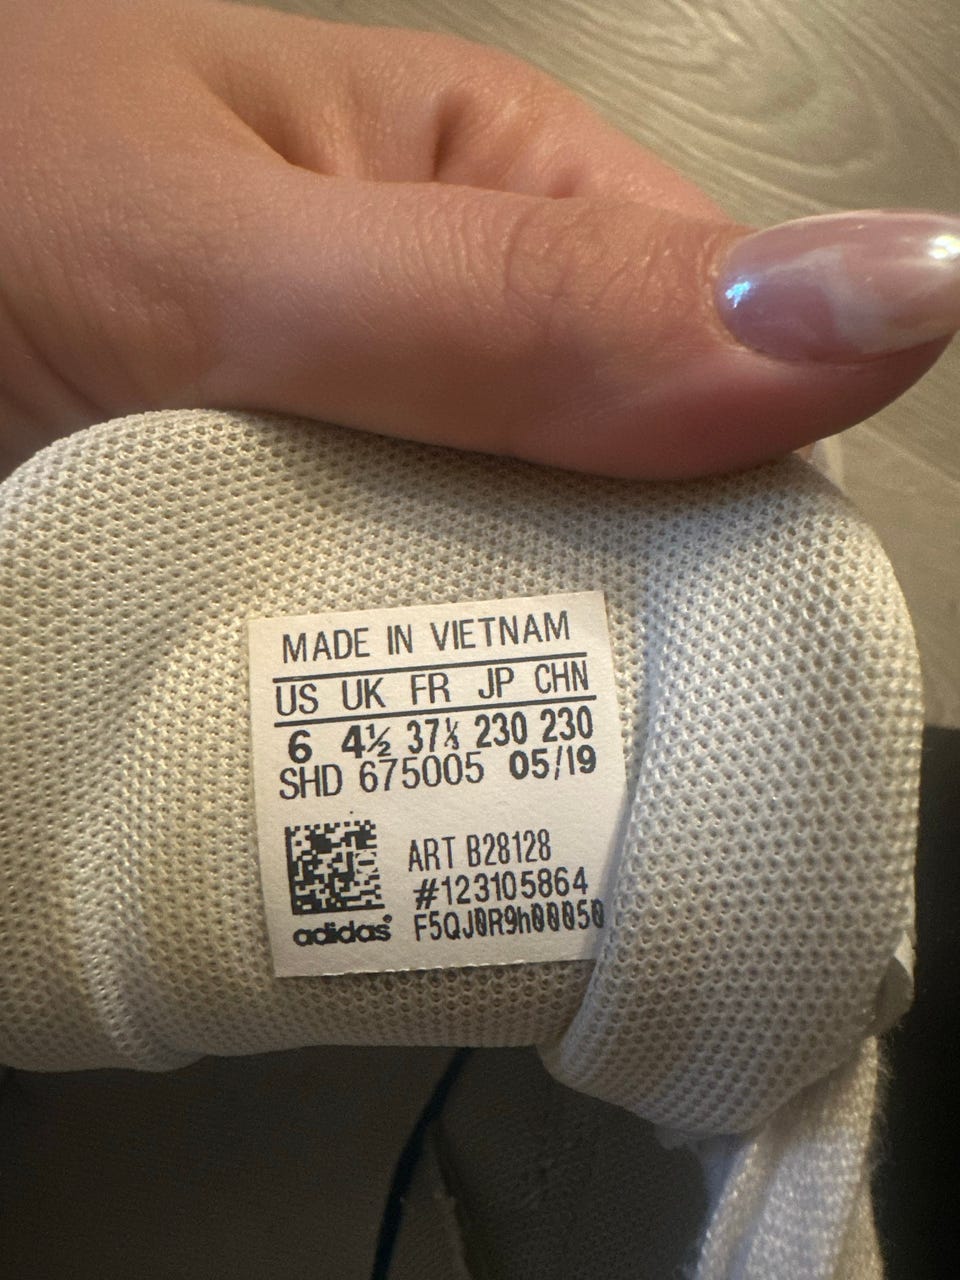 MADE IN VIETNAM
US UK FR JP CHN
6 4½ 37⅓ 230 230
SHD 675005 05/19
ART B28128
#123105864
F5QJ0R9h00050
adidas®